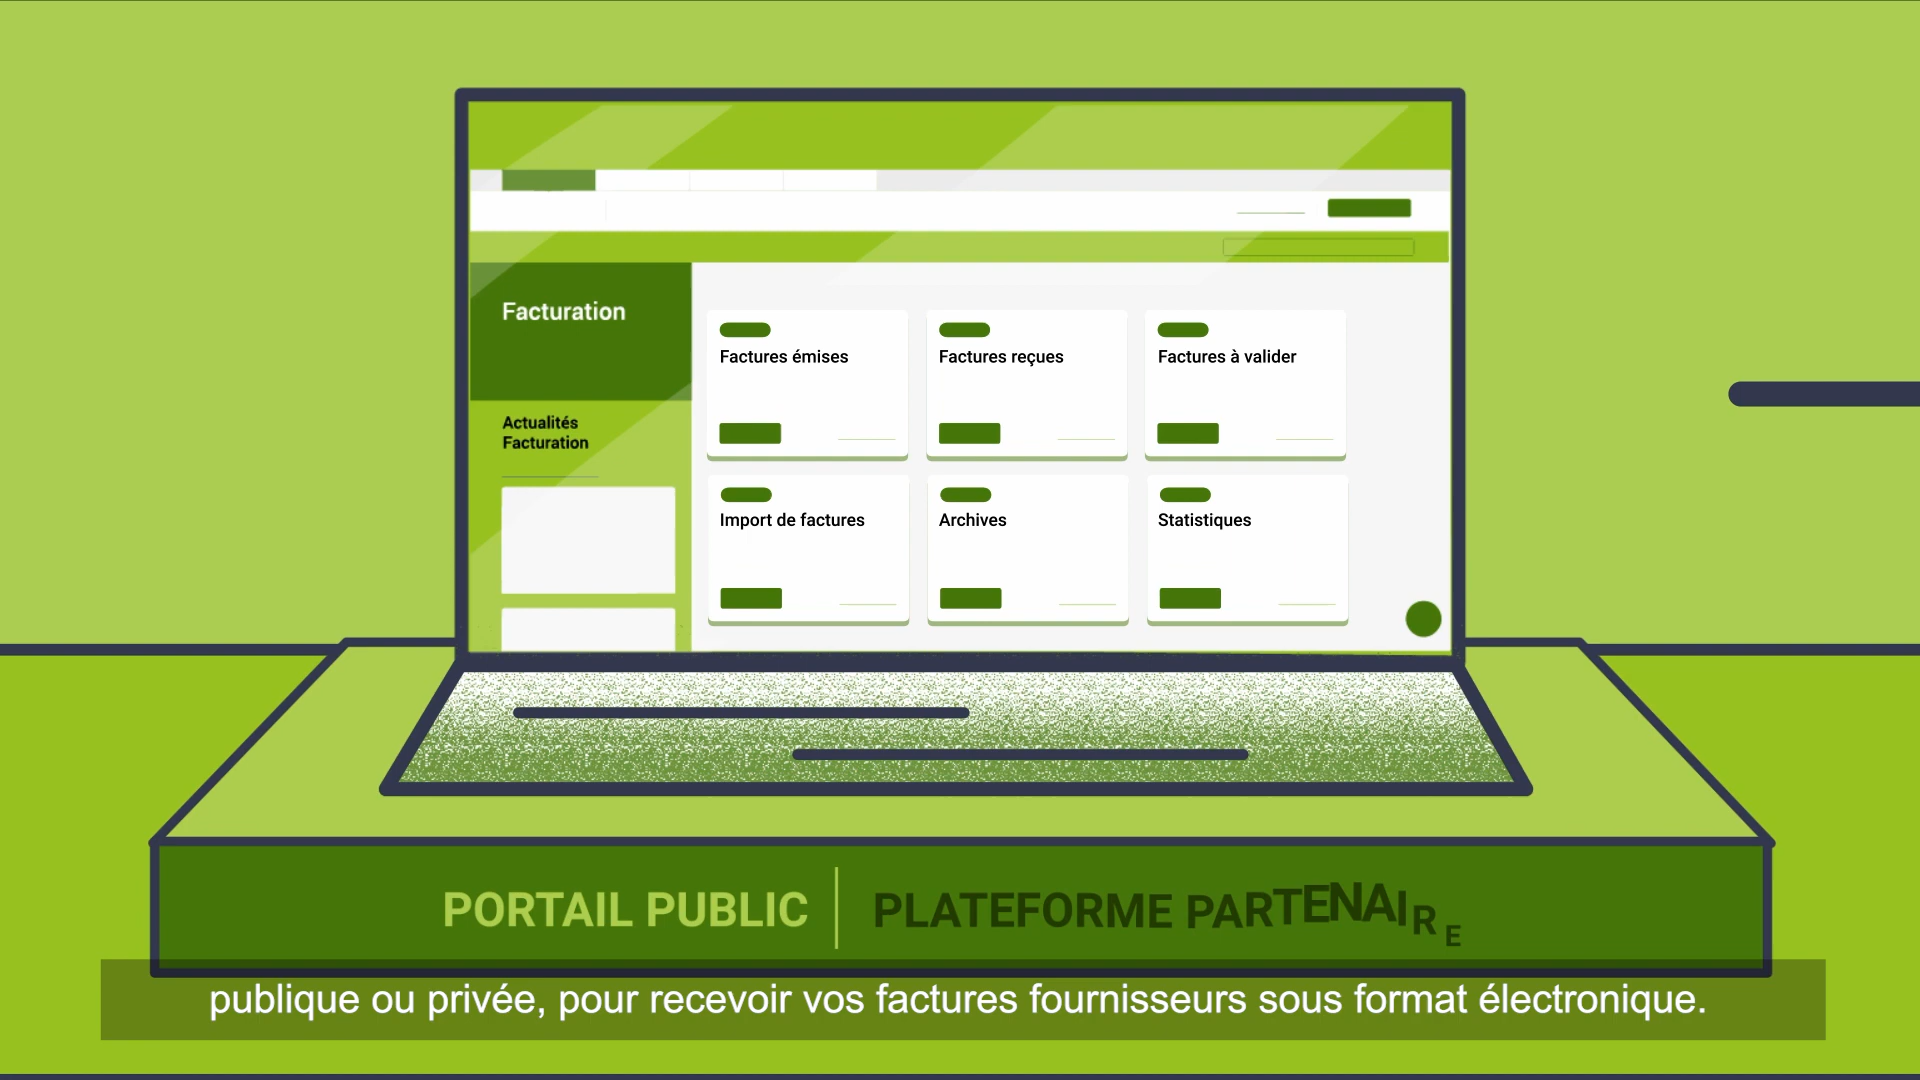 Facturation
Actualités
Facturation
Factures émises
Factures reçues
Factures à valider
Import de factures
Archives
Statistiques
PORTAIL PUBLIC
PLATEFORME PARTENAIRE
publique ou privée, pour recevoir vos factures fournisseurs sous format électronique.